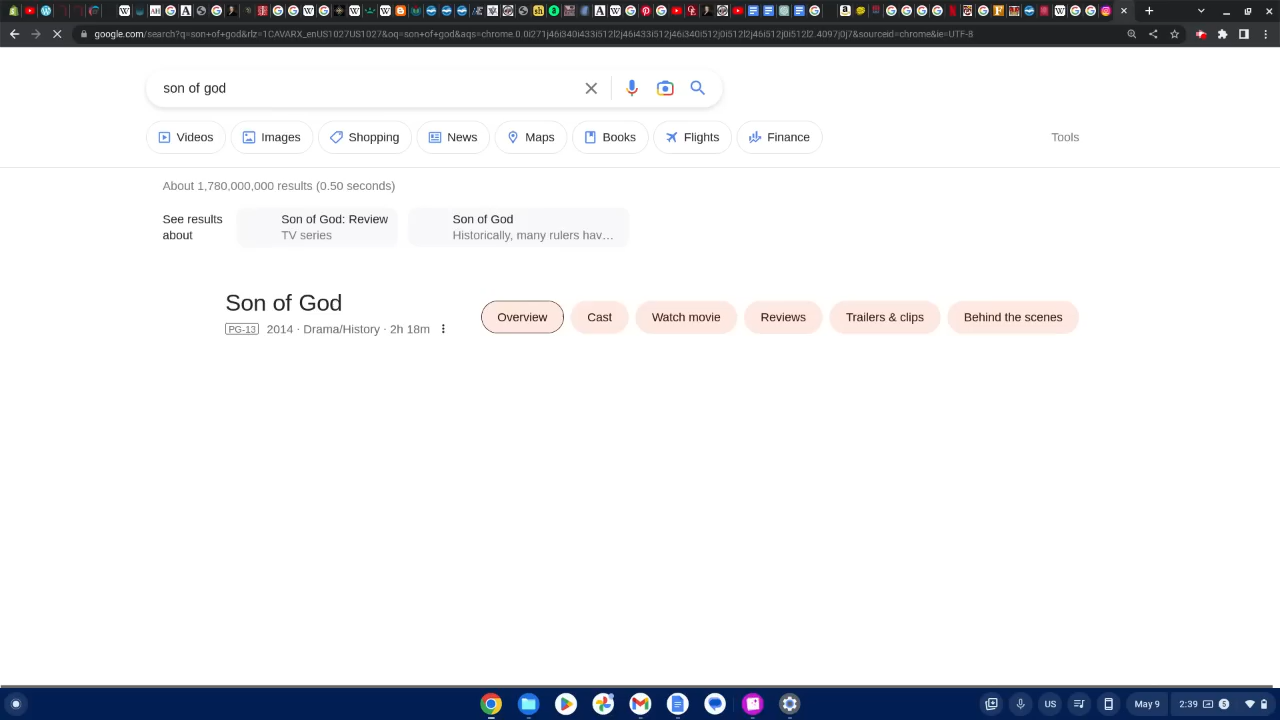 google.com/search?q=son+of+god&rlz=1CAVARX_enUS1027US1027&oq=son+of+god&aqs=chrome.0.0i271j46i340i433i512l2j46i433i512j46i340i512j0i512l2j46i512j0i512l2.4097j0j7&sourceid=chrome&ie=UTF-8
son of god
Videos Images Shopping News Maps Books Flights Finance Tools
About 1,780,000,000 results (0.50 seconds)
See results about
Son of God: Review
TV series
Son of God
Historically, many rulers hav…
Son of God
PG-13 2014 · Drama/History · 2h 18m
Overview Cast Watch movie Reviews Trailers & clips Behind the scenes
US May 9 2:39